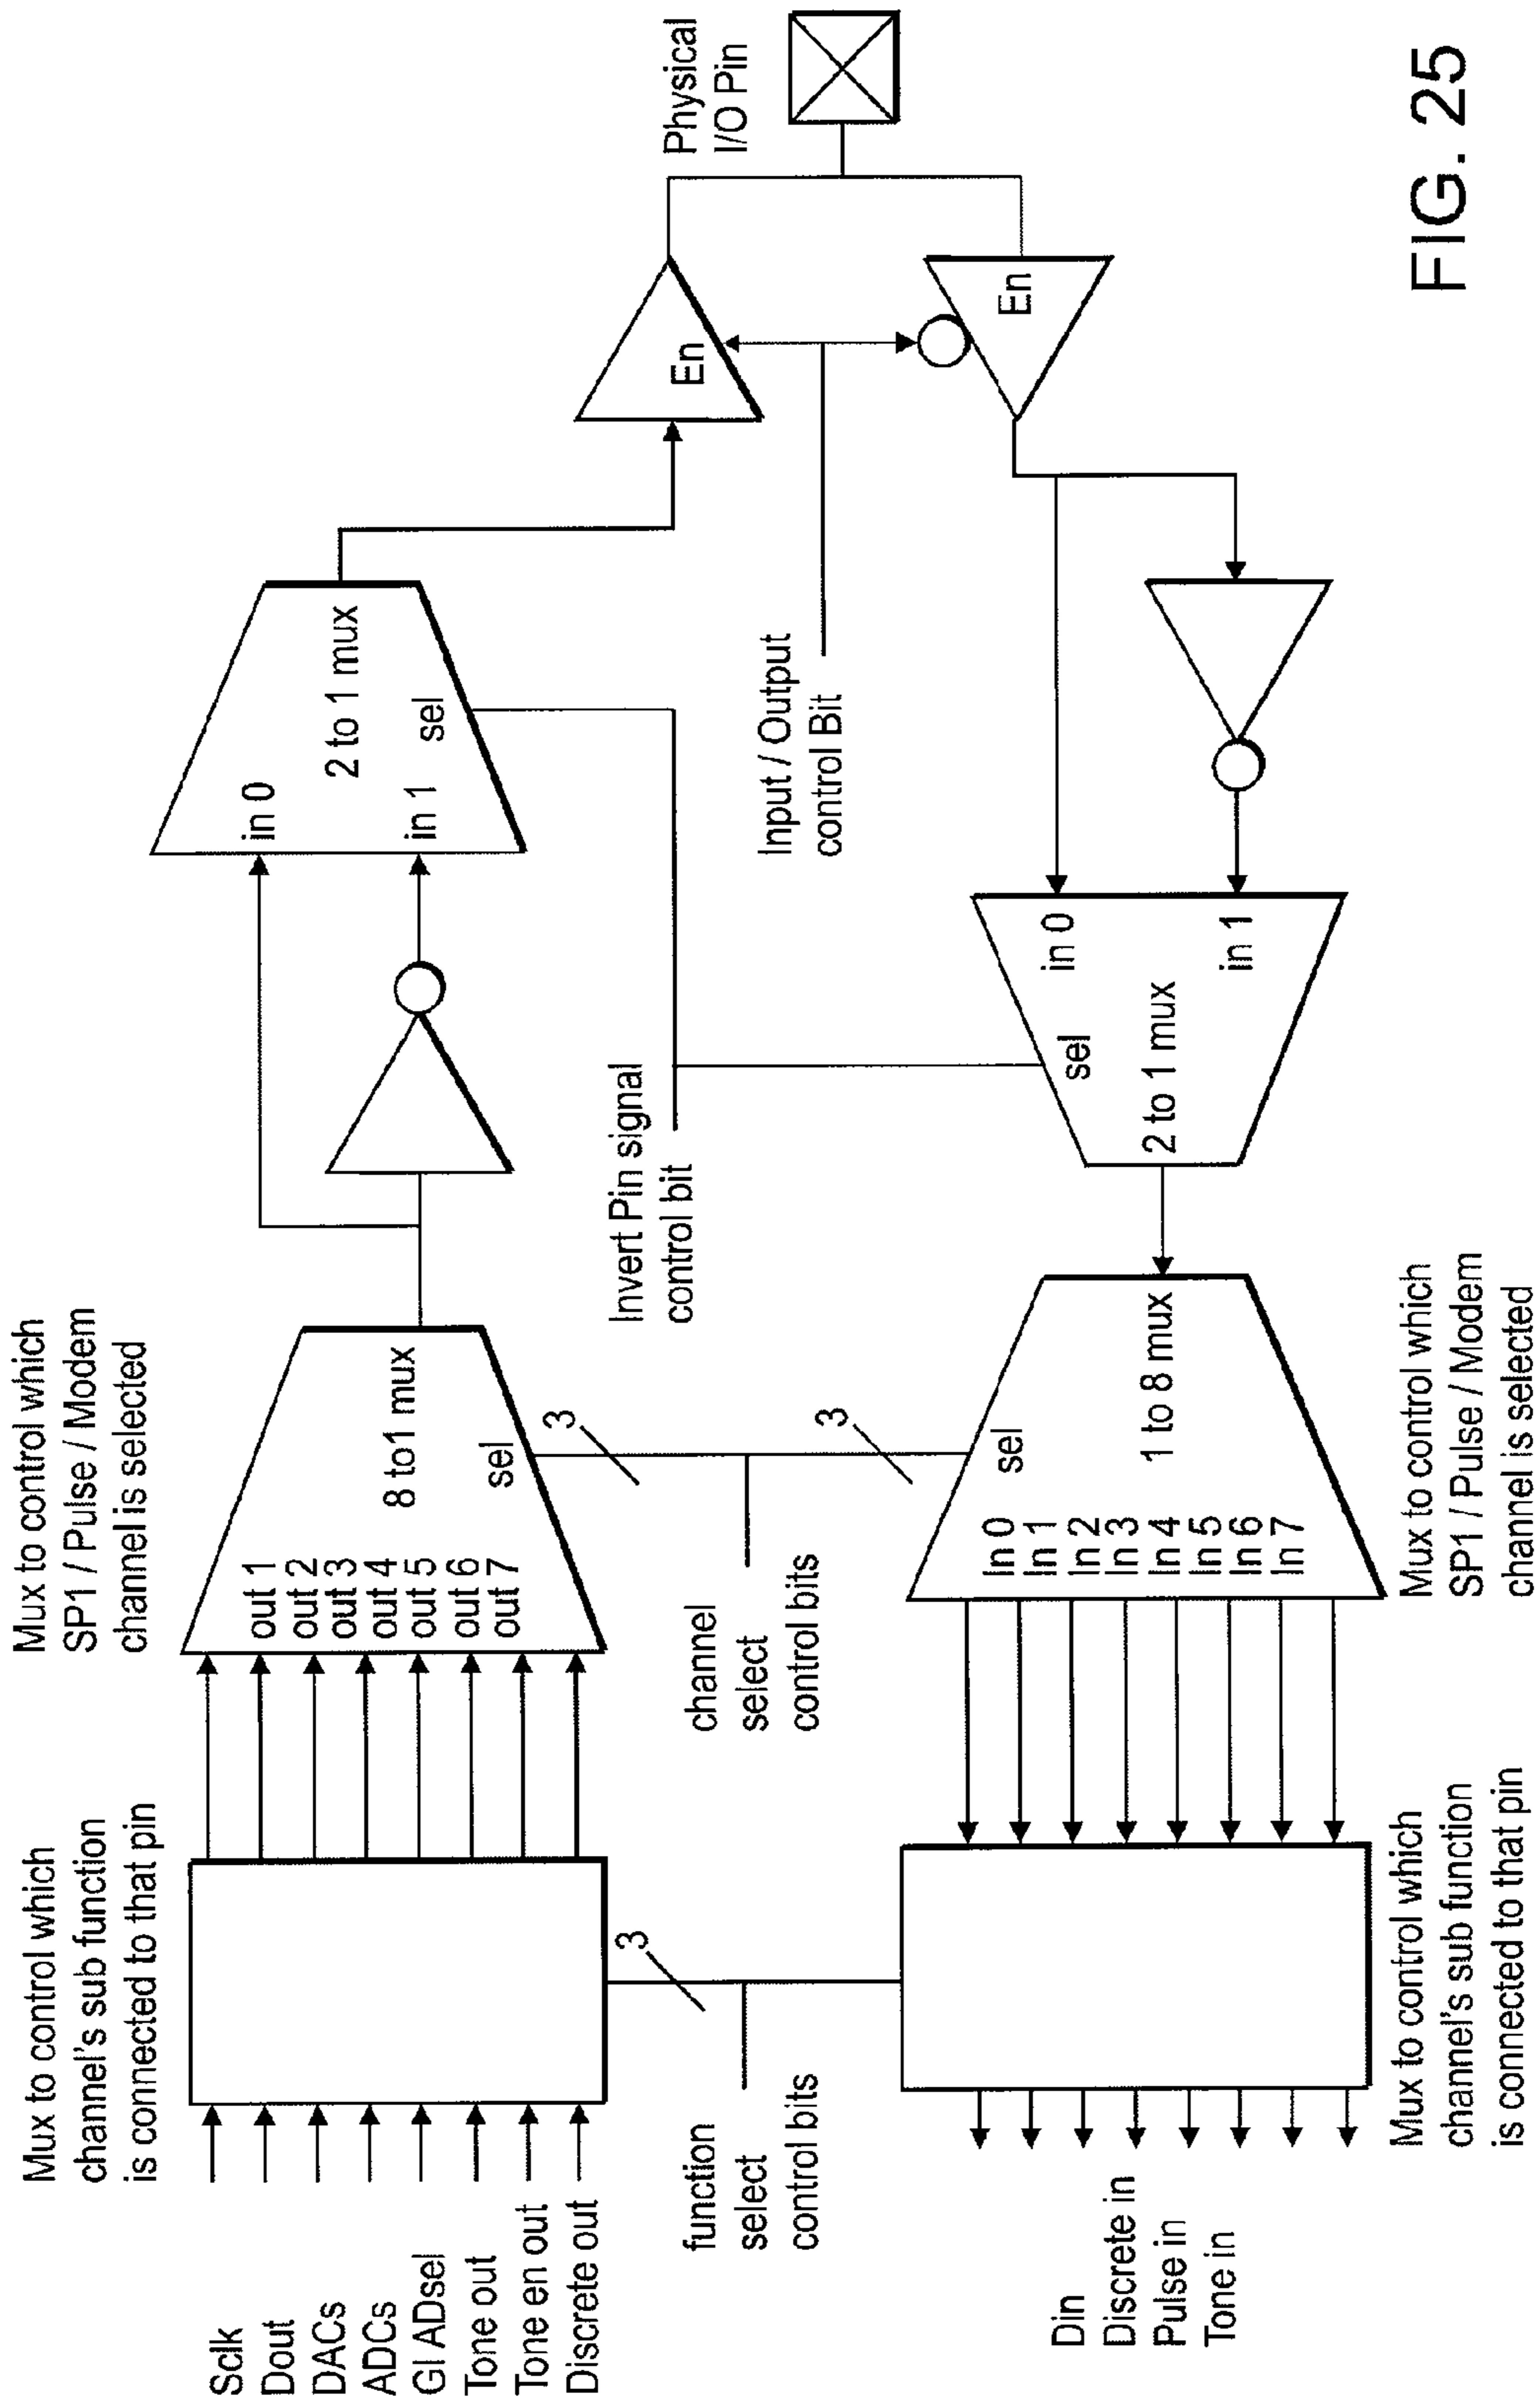 Mux to control which
channel's sub function
is connected to that pin
Mux to control which
SP1 / Pulse / Modem
channel is selected
Sclk
Dout
DACs
ADCs
GI ADsel
Tone out
Tone en out
Discrete out
out 1
out 2
out 3
out 4
out 5
out 6
out 7
8 to1 mux
sel
in 0
in 1
2 to 1 mux
sel
Physical
I/O Pin
En
3
function
select
control bits
3
channel
select
control bits
3
Invert Pin signal
control bit
Input / Output
control Bit
En
Din
Discrete in
Pulse in
Tone in
In 0
In 1
In 2
In 3
In 4
In 5
In 6
In 7
sel
1 to 8 mux
sel
2 to 1 mux
in 0
in 1
Mux to control which
channel's sub function
is connected to that pin
Mux to control which
SP1 / Pulse / Modem
channel is selected
FIG. 25